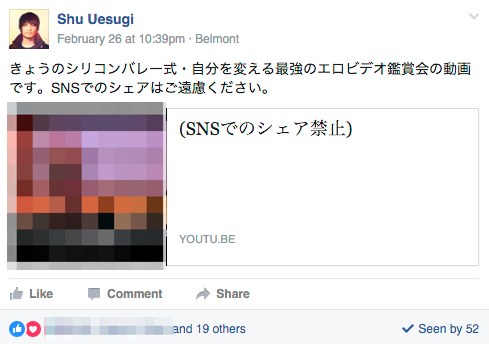 Shu Uesugi
February 26 at 10:39pm · Belmont
きょうのシリコンバレー式・自分を変える最強のエロビデオ鑑賞会の動画
です。SNSでのシェアはご遠慮ください。
(SNSでのシェア禁止)
YOUTU.BE
Like Comment Share
and 19 others Seen by 52